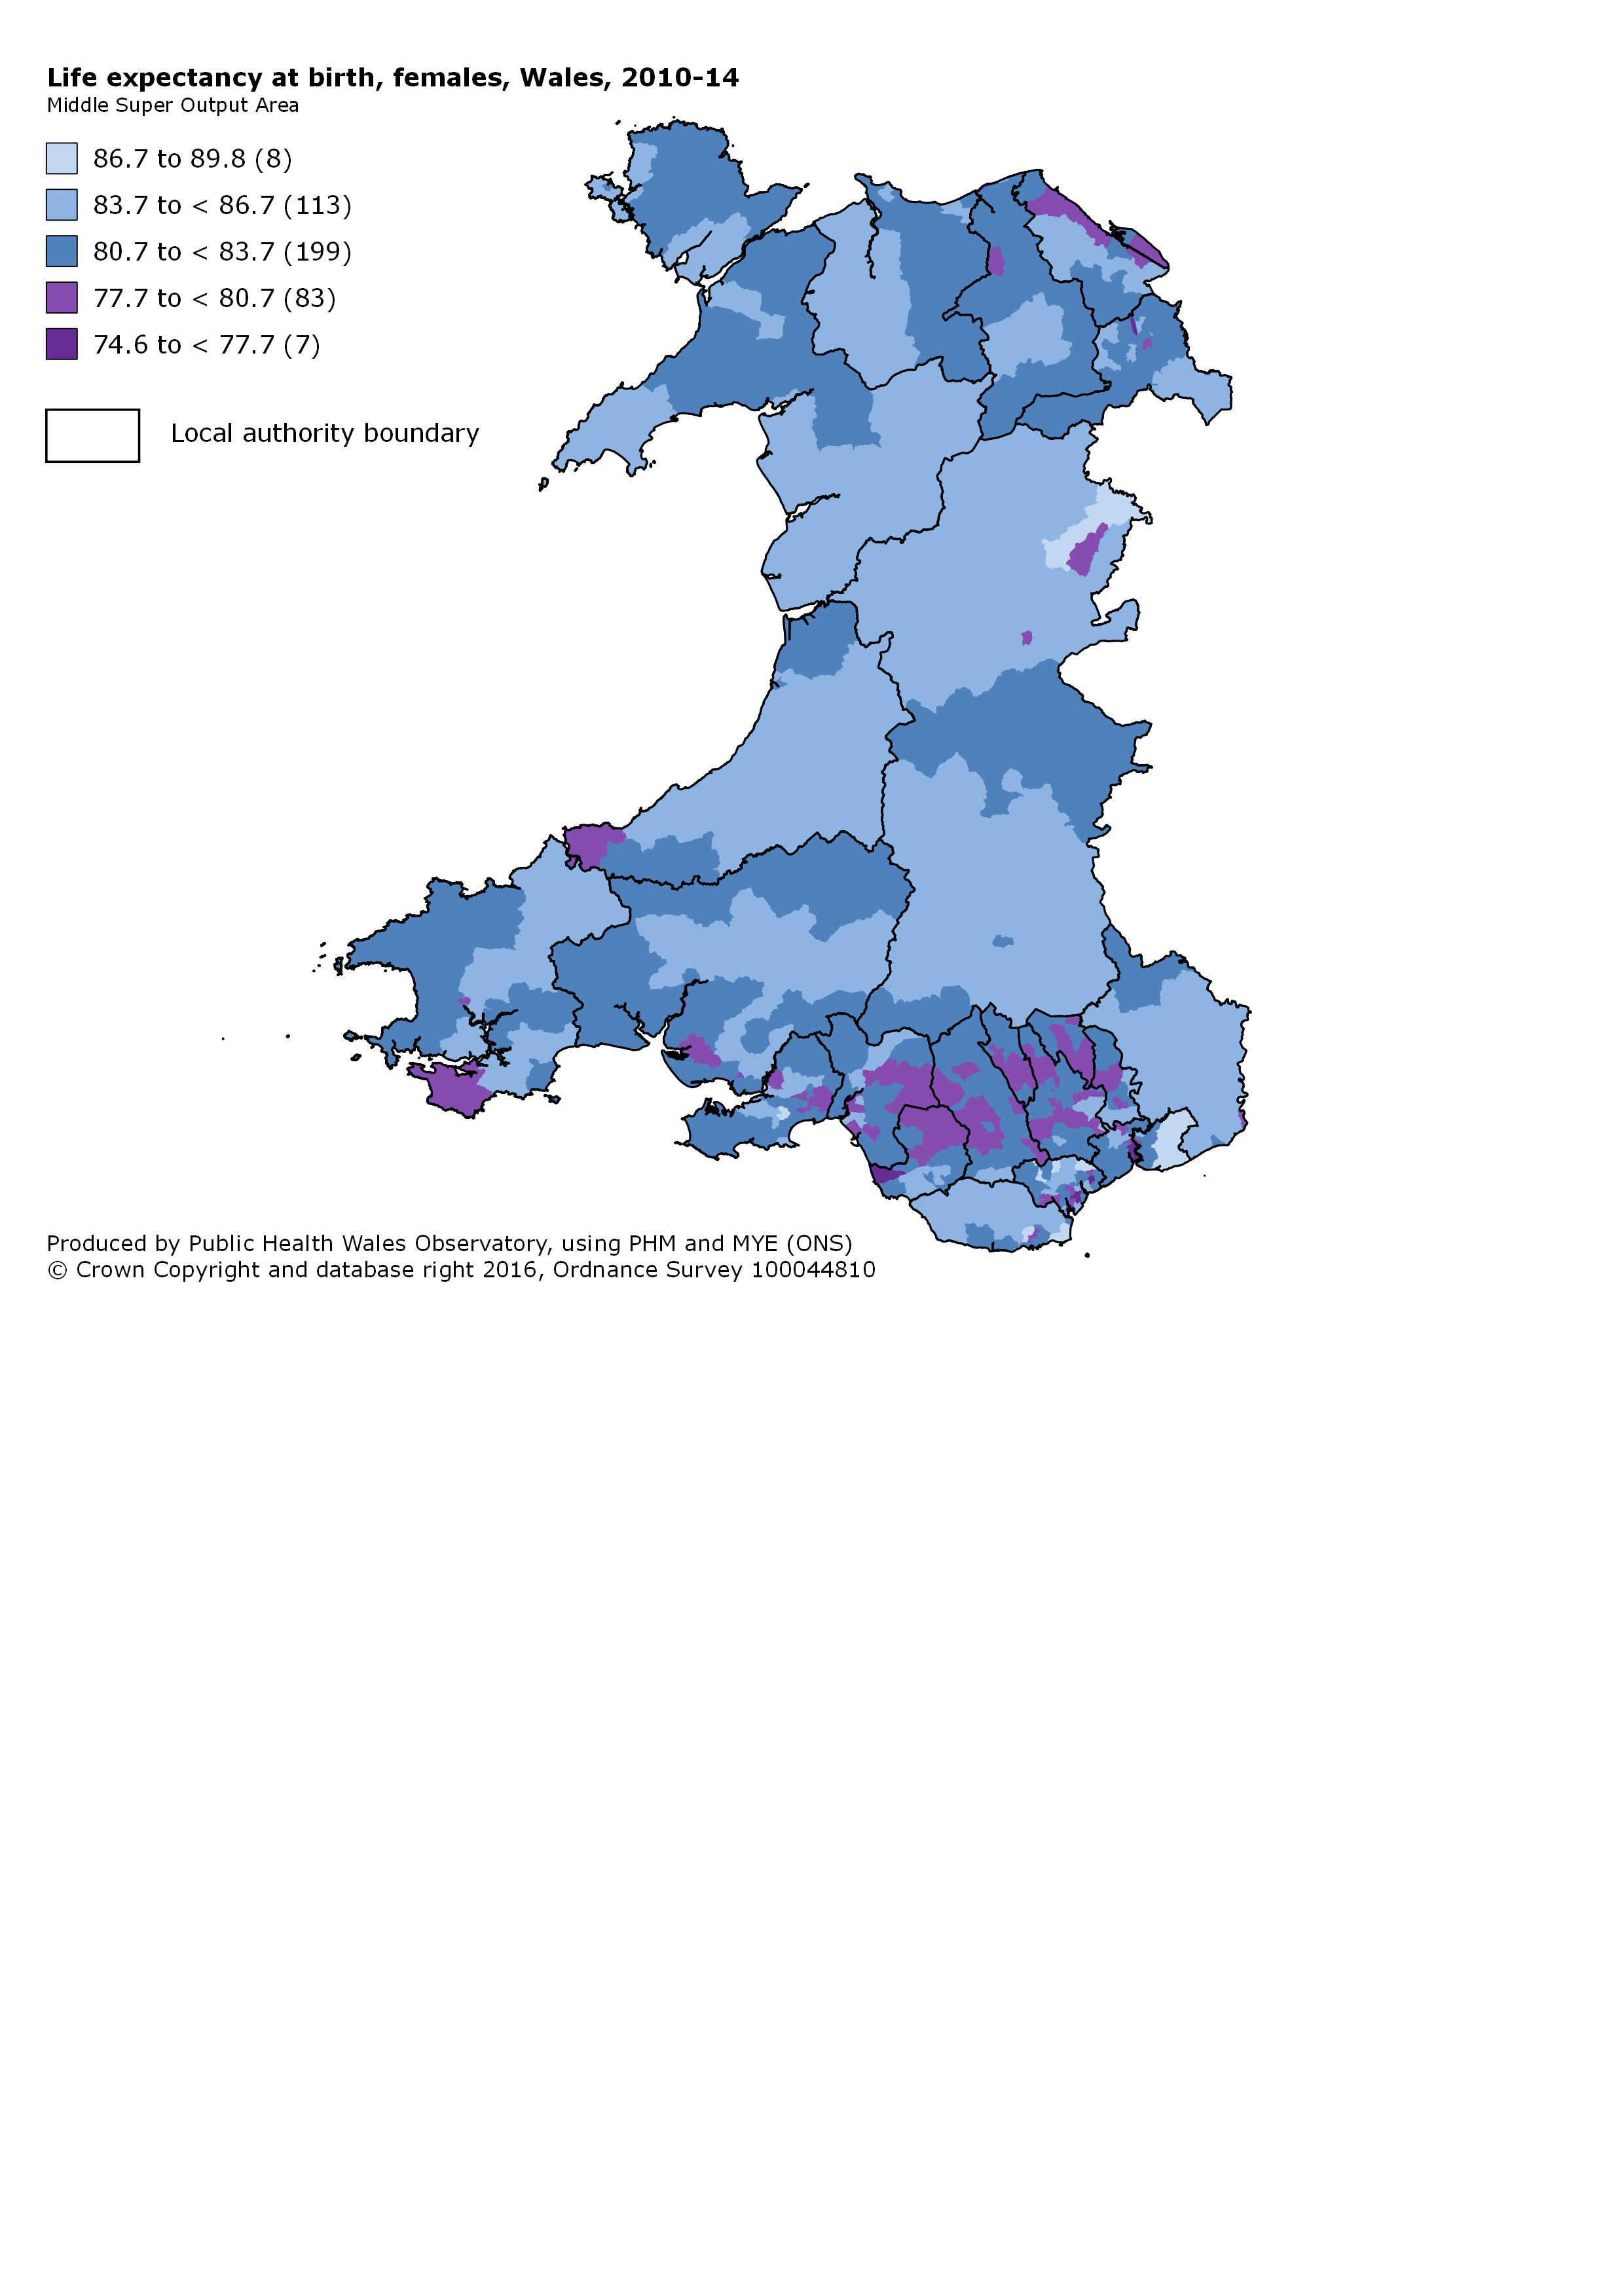 Life expectancy at birth, females, Wales, 2010-14
Middle Super Output Area
86.7 to 89.8 (8)
83.7 to < 86.7 (113)
80.7 to < 83.7 (199)
77.7 to < 80.7 (83)
74.6 to < 77.7 (7)
Local authority boundary
Produced by Public Health Wales Observatory, using PHM and MYE (ONS)
© Crown Copyright and database right 2016, Ordnance Survey 100044810